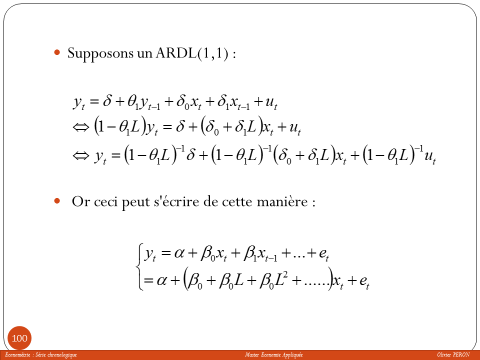 Supposons un ARDL(1,1) :
y_t = δ + θ_1 y_{t-1} + δ_0 x_t + δ_1 x_{t-1} + u_t
⇔ (1 − θ_1 L) y_t = δ + (δ_0 + δ_1 L) x_t + u_t
⇔ y_t = (1 − θ_1 L)^{-1} δ + (1 − θ_1 L)^{-1} (δ_0 + δ_1 L) x_t + (1 − θ_1 L)^{-1} u_t
Or ceci peut s'écrire de cette manière :
y_t = α + β_0 x_t + β_1 x_{t-1} + ... + e_t
= α + (β_0 + β_0 L + β_0 L^2 + ......) x_t + e_t
100
Econométrie : Série chronologique Master Economie Appliquée Olivier PERON